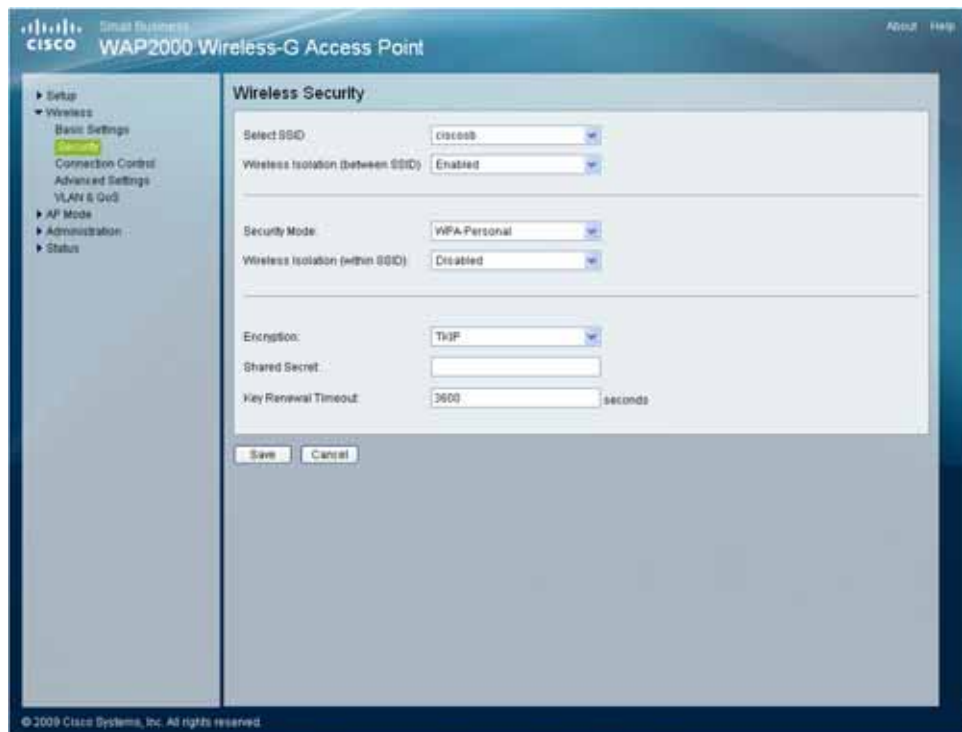 Small Business
CISCO WAP2000 Wireless-G Access Point
About Help
Setup
Wireless
Basic Settings
Security
Connection Control
Advanced Settings
VLAN & QoS
AP Mode
Administration
Status
Wireless Security
Select SSID ciscosb
Wireless Isolation (between SSID) Enabled
Security Mode: WPA-Personal
Wireless Isolation (within SSID): Disabled
Encryption: TKIP
Shared Secret:
Key Renewal Timeout: 3600 seconds
Save Cancel
© 2009 Cisco Systems, Inc. All rights reserved.